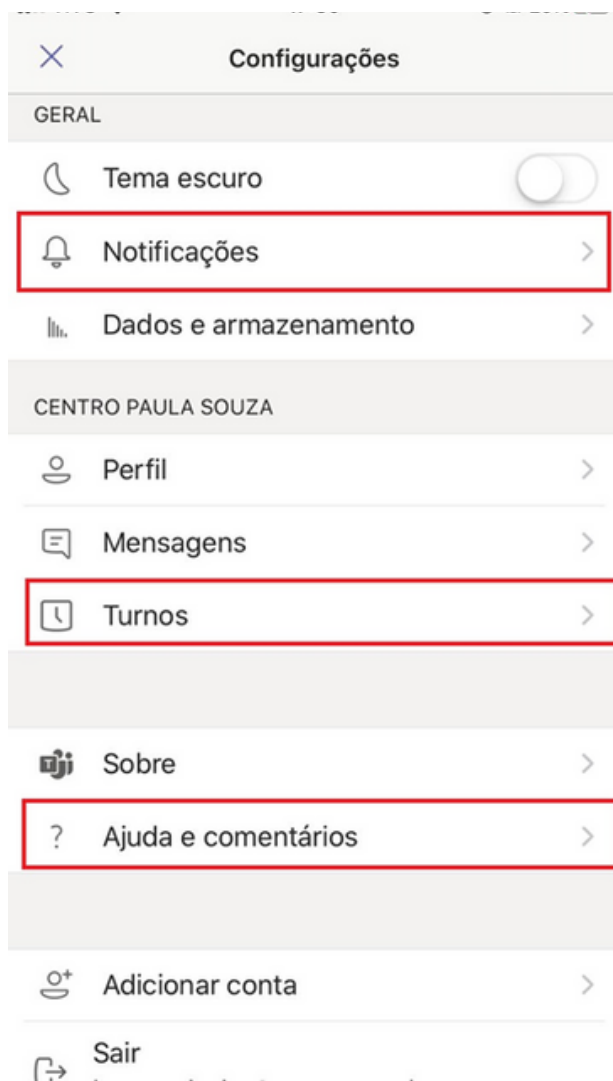 Configurações
GERAL
Tema escuro
Notificações
Dados e armazenamento
CENTRO PAULA SOUZA
Perfil
Mensagens
Turnos
Sobre
? Ajuda e comentários
Adicionar conta
Sair